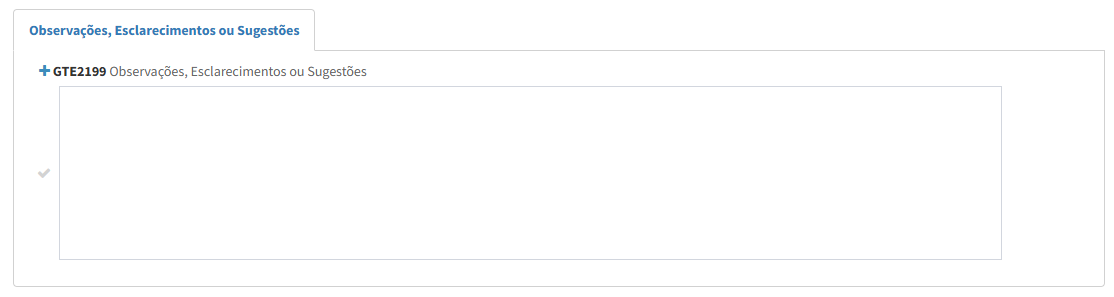 Observações, Esclarecimentos ou Sugestões
GTE2199 Observações, Esclarecimentos ou Sugestões